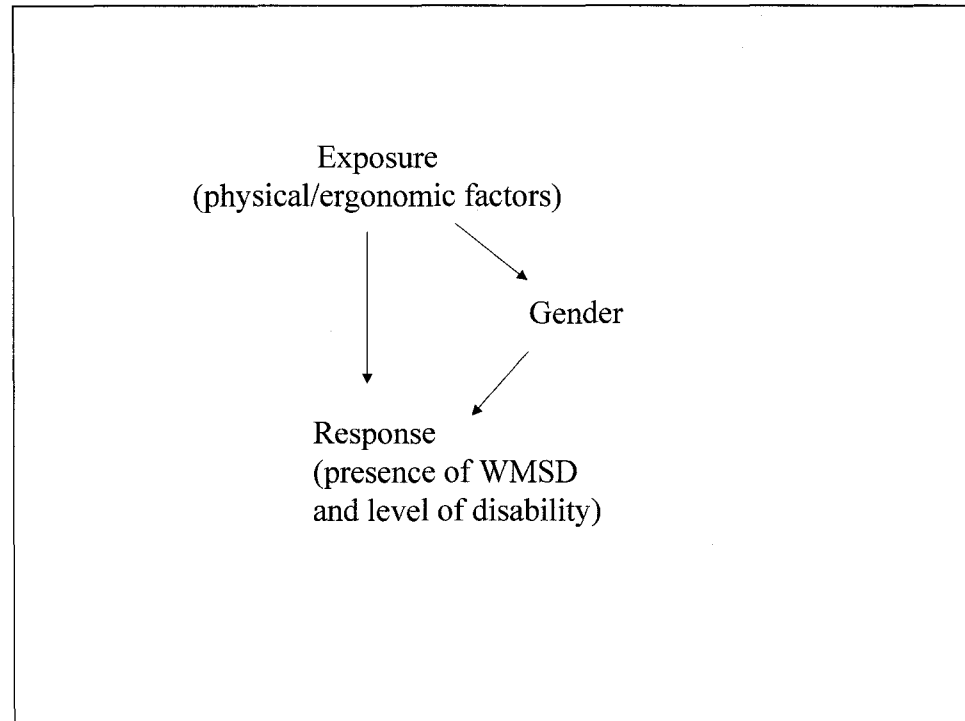 Exposure
(physical/ergonomic factors)
Gender
Response
(presence of WMSD
and level of disability)